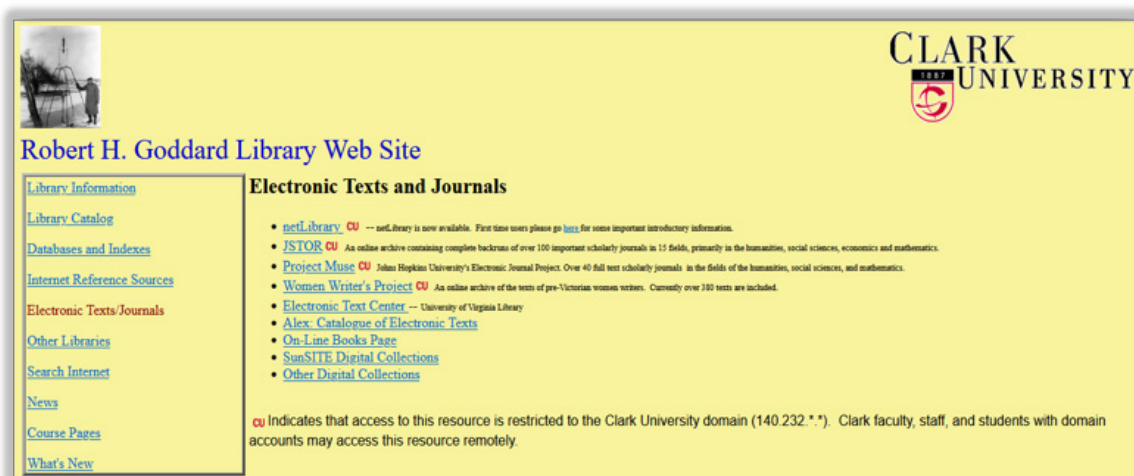 CLARK
1887
UNIVERSITY
Robert H. Goddard Library Web Site
Library Information
Library Catalog
Databases and Indexes
Internet Reference Sources
Electronic Texts/Journals
Other Libraries
Search Internet
News
Course Pages
What's New
Electronic Texts and Journals
• netLibrary CU -- netLibrary is now available. First time users please go here for some important introductory information.
• JSTOR CU An online archive containing complete backruns of over 100 important scholarly journals in 15 fields, primarily in the humanities, social sciences, economics and mathematics.
• Project Muse CU Johns Hopkins University's Electronic Journal Project. Over 40 full text scholarly journals in the fields of the humanities, social sciences, and mathematics.
• Women Writer's Project CU An online archive of the texts of pre-Victorian women writers. Currently over 380 texts are included.
• Electronic Text Center -- University of Virginia Library
• Alex: Catalogue of Electronic Texts
• On-Line Books Page
• SunSITE Digital Collections
• Other Digital Collections
CU Indicates that access to this resource is restricted to the Clark University domain (140.232.*.*). Clark faculty, staff, and students with domain
accounts may access this resource remotely.